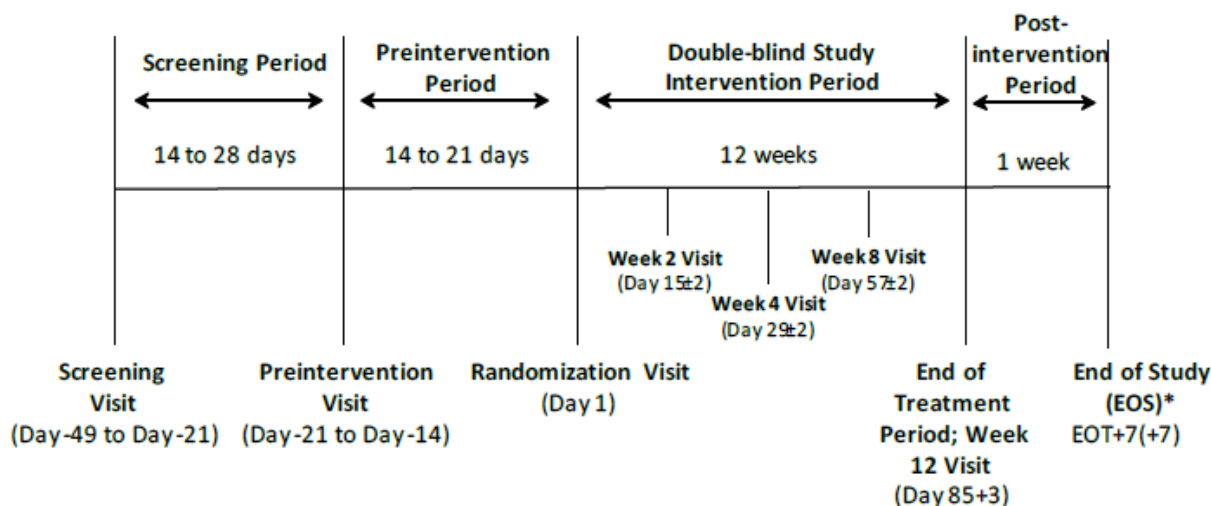 Screening Period
14 to 28 days
Preintervention
Period
14 to 21 days
Double-blind Study
Intervention Period
12 weeks
Post-
intervention
Period
1 week
Week 2 Visit
(Day 15±2)
Week 4 Visit
(Day 29±2)
Week 8 Visit
(Day 57±2)
Screening
Visit
(Day-49 to Day-21)
Preintervention
Visit
(Day-21 to Day-14)
Randomization Visit
(Day 1)
End of
Treatment
Period; Week
12 Visit
(Day 85+3)
End of Study
(EOS)*
EOT+7(+7)